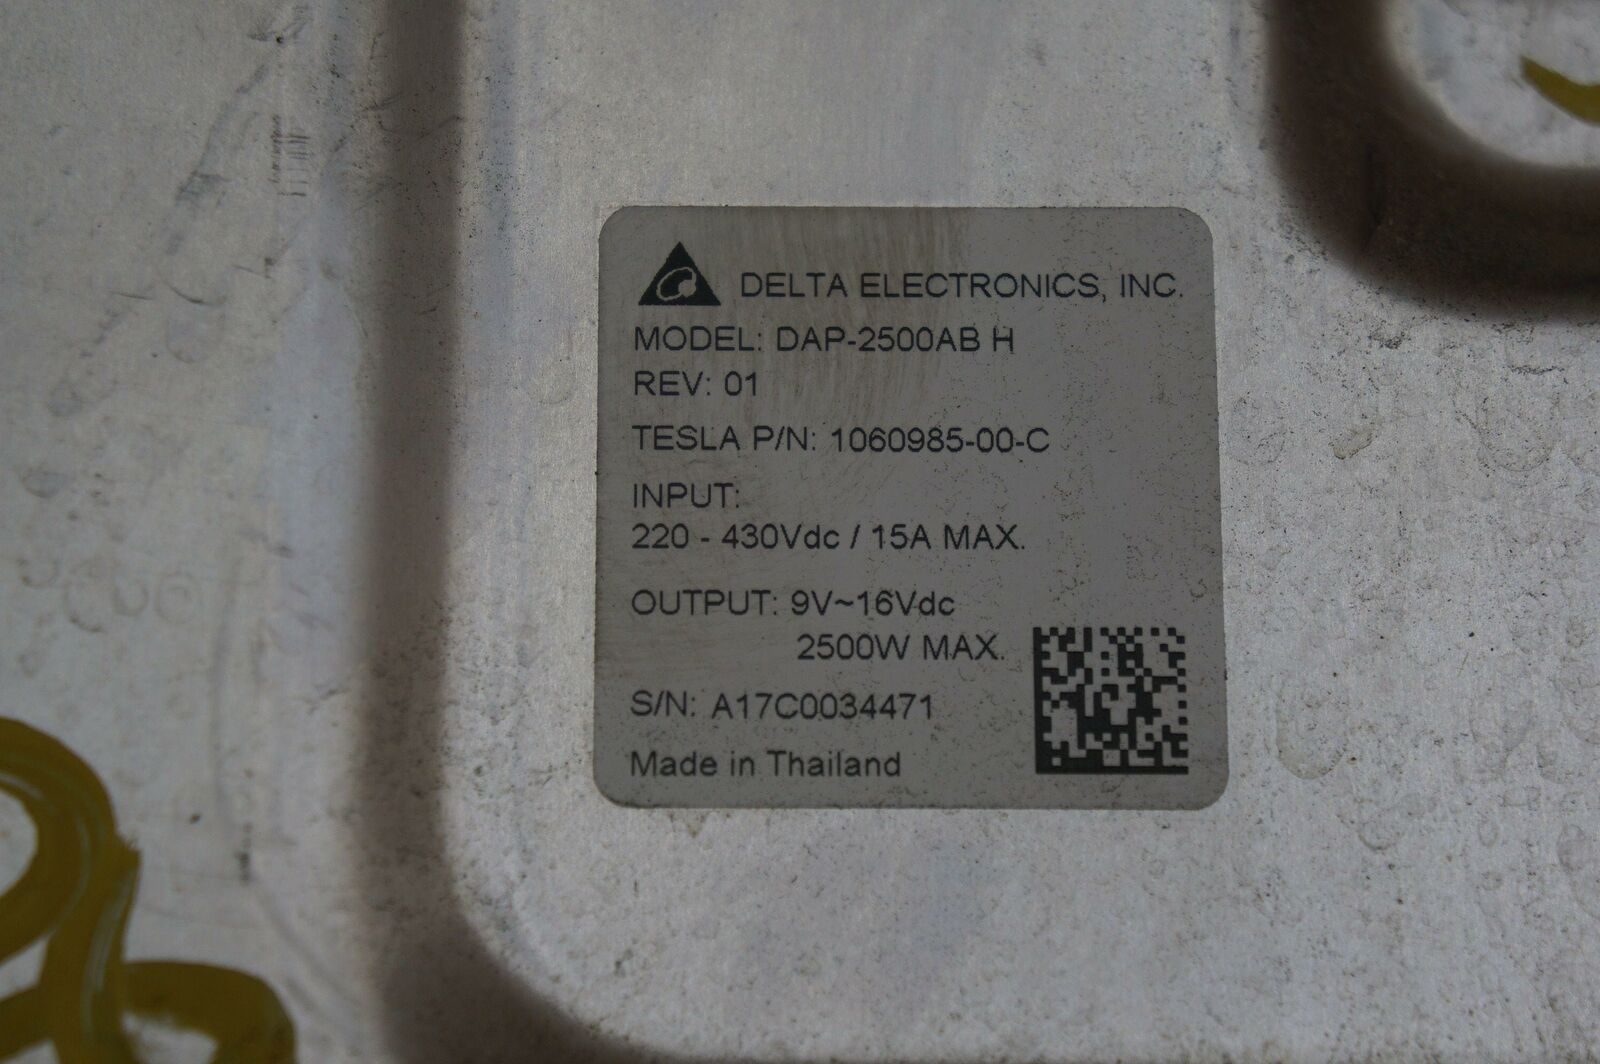 DELTA ELECTRONICS, INC.
MODEL: DAP-2500AB H
REV: 01
TESLA P/N: 1060985-00-C
INPUT:
220 - 430Vdc / 15A MAX.
OUTPUT: 9V~16Vdc
2500W MAX.
S/N: A17C0034471
Made in Thailand